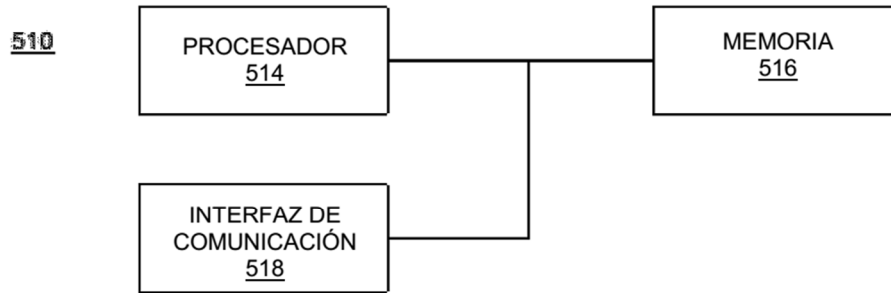 510
PROCESADOR
514
MEMORIA
516
INTERFAZ DE
COMUNICACIÓN
518